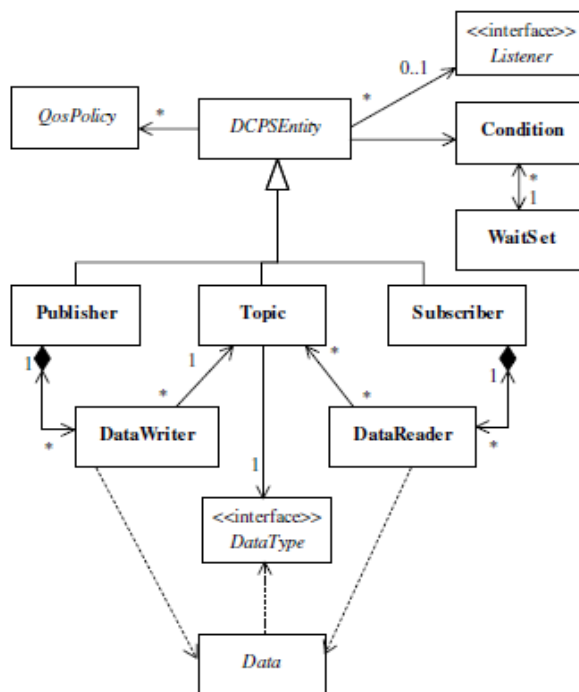 <<interface>>
Listener
0..1
*
QosPolicy
*
DCPSEntity
Condition
*
1
WaitSet
Publisher
Topic
Subscriber
1
1
*
1
*
*
*
*
DataWriter
DataReader
1
<<interface>>
DataType
Data